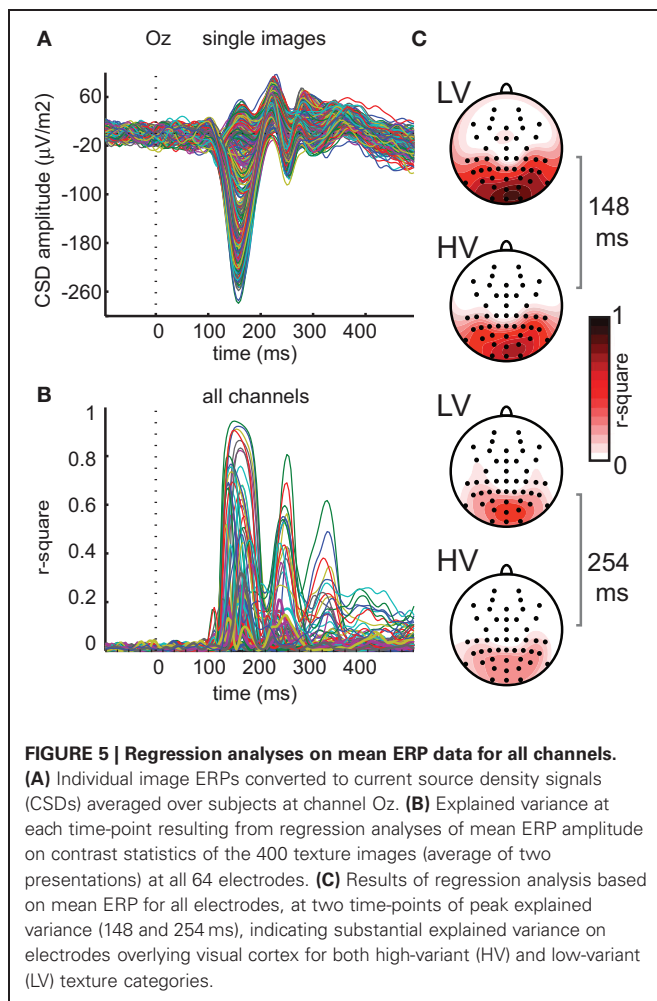 A Oz single images C
CSD amplitude (µV/m2)
60
-20
-100
-180
-260
0 100 200 300 400
time (ms)
B all channels
r-square
1
0.8
0.6
0.4
0.2
0
0 100 200 300 400
time (ms)
LV
HV
148
ms
1
r-square
0
LV
HV
254
ms
FIGURE 5 | Regression analyses on mean ERP data for all channels.
(A) Individual image ERPs converted to current source density signals
(CSDs) averaged over subjects at channel Oz. (B) Explained variance at
each time-point resulting from regression analyses of mean ERP amplitude
on contrast statistics of the 400 texture images (average of two
presentations) at all 64 electrodes. (C) Results of regression analysis based
on mean ERP for all electrodes, at two time-points of peak explained
variance (148 and 254 ms), indicating substantial explained variance on
electrodes overlying visual cortex for both high-variant (HV) and low-variant
(LV) texture categories.